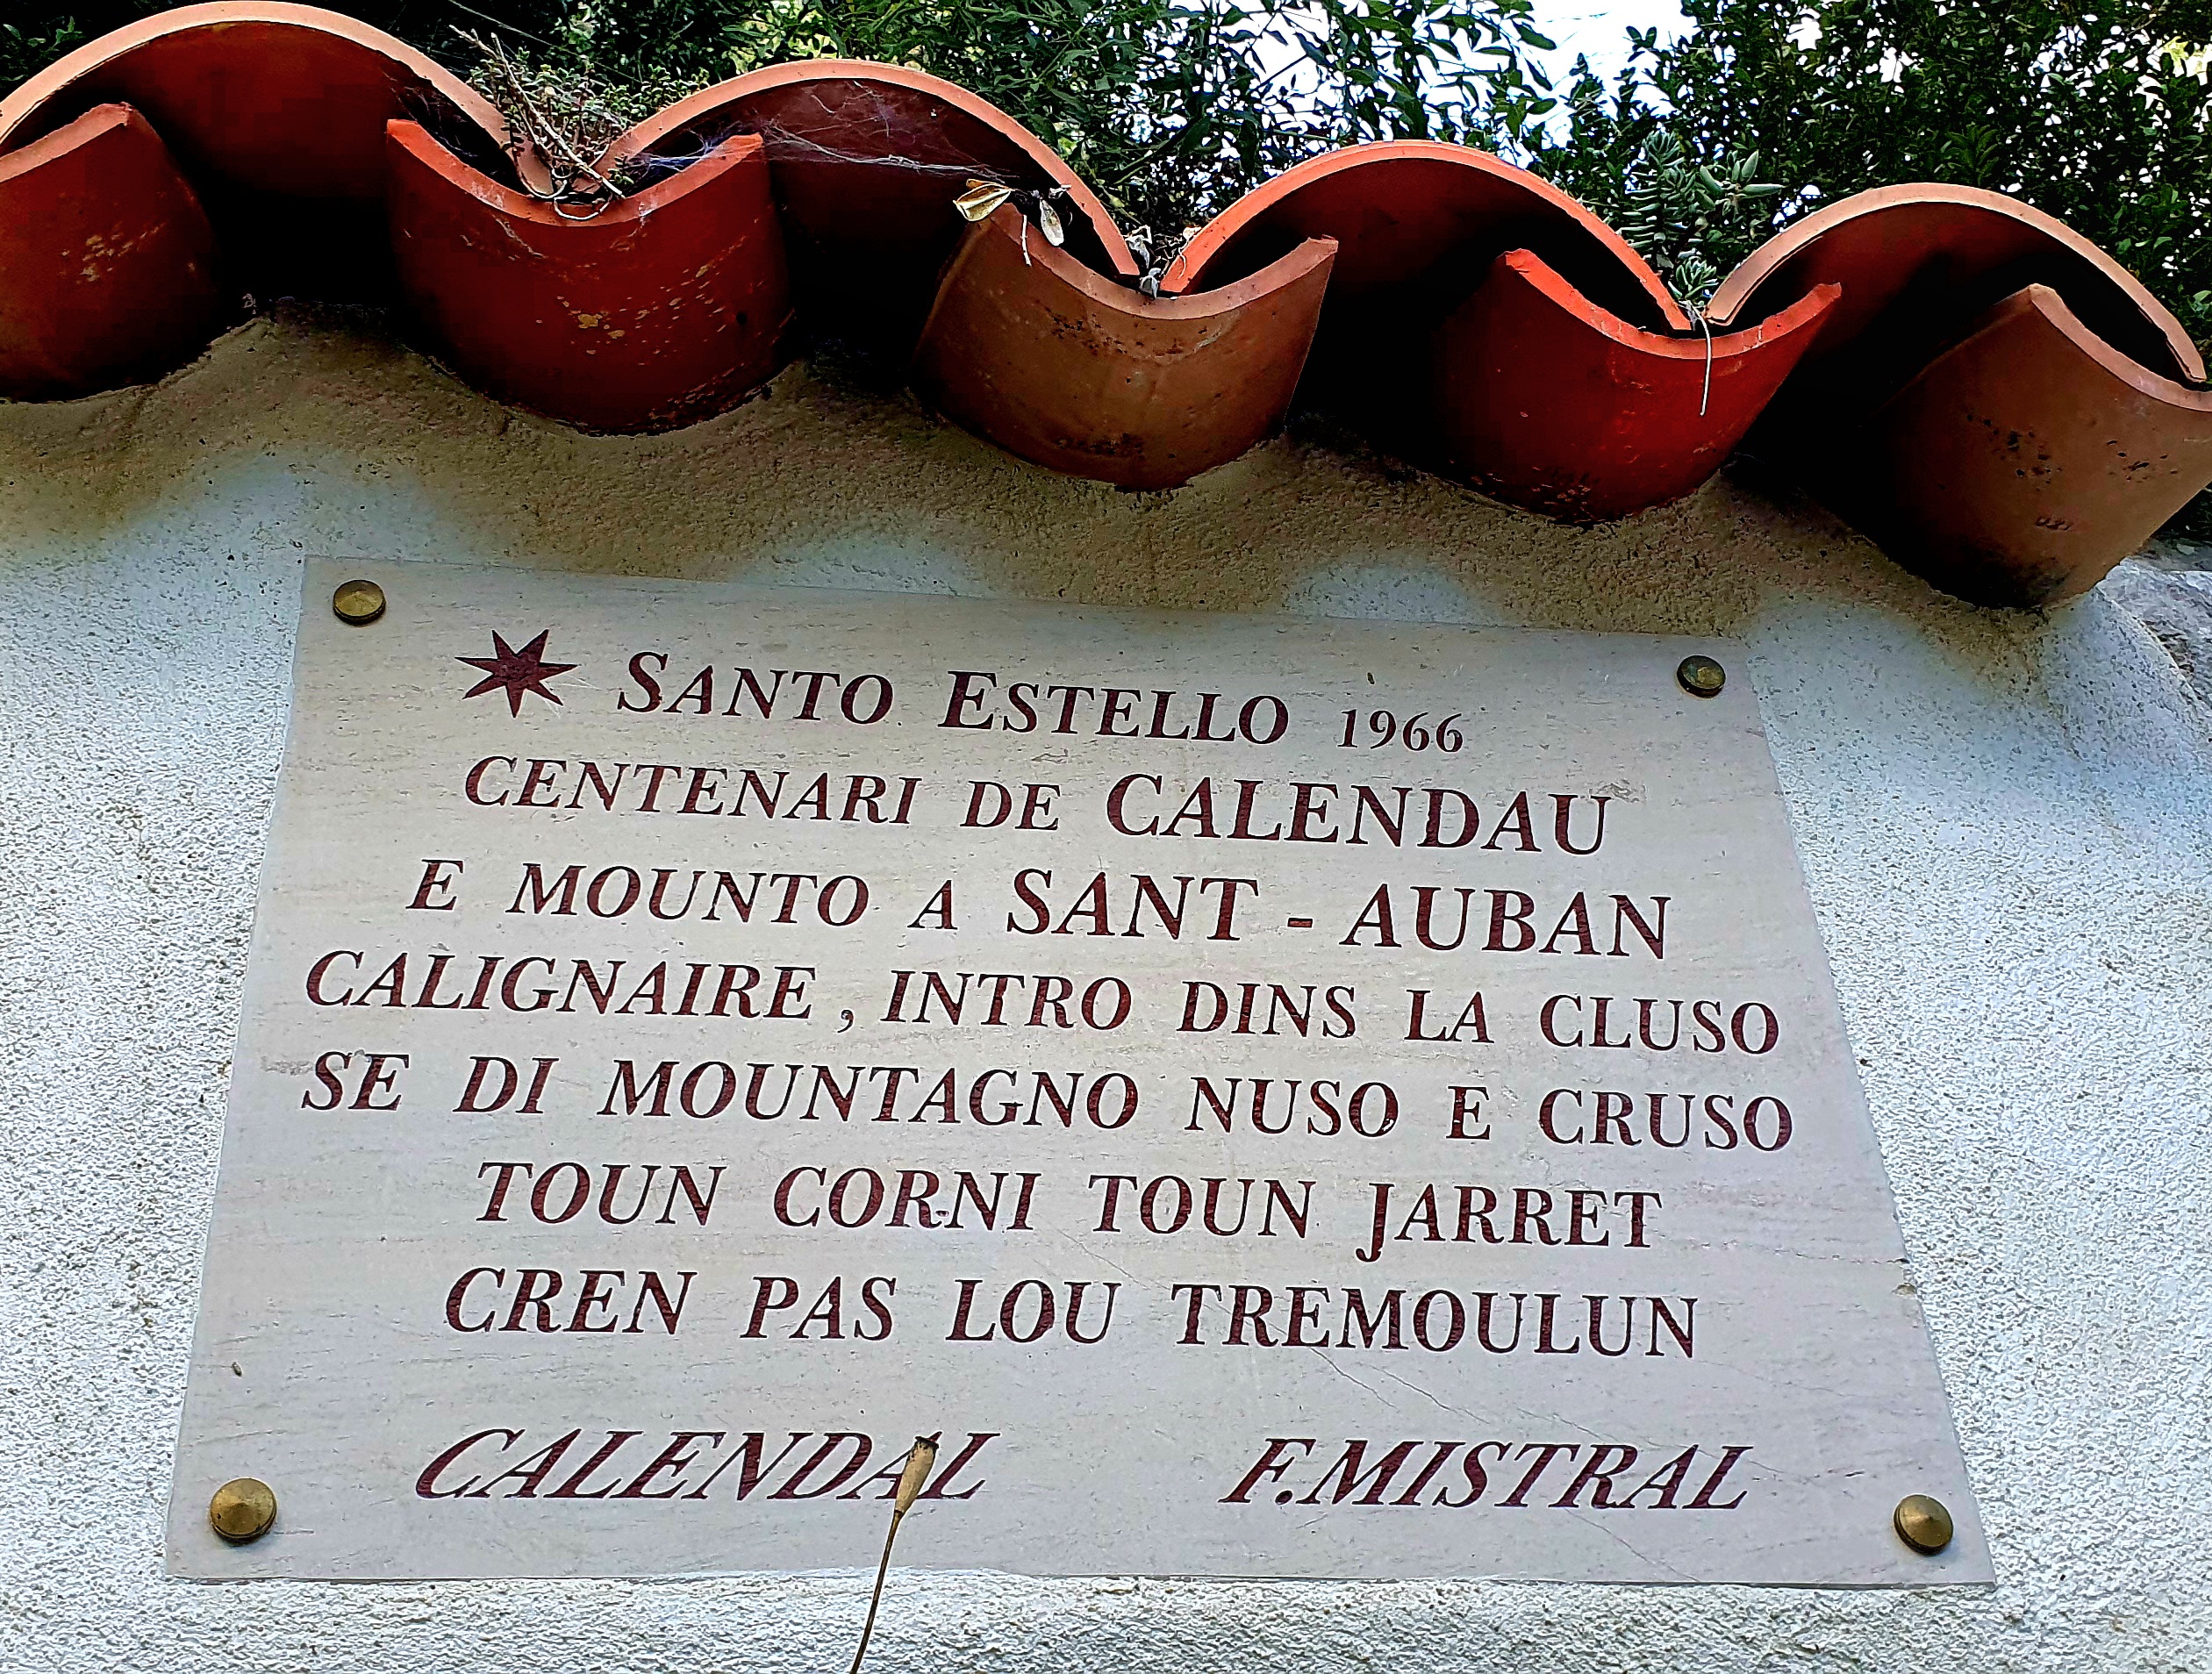 SANTO ESTELLO 1966
CENTENARI DE CALENDAU
E MOUNTO A SANT - AUBAN
CALIGNAIRE, INTRO DINS LA CLUSO
SE DI MOUNTAGNO NUSO E CRUSO
TOUN CORNI TOUN JARRET
CREN PAS LOU TREMOULUN
CALENDAL F.MISTRAL